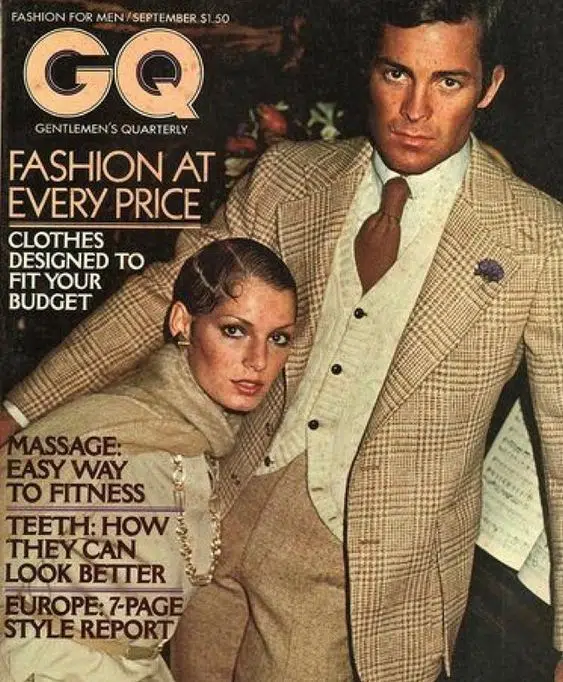 FASHION FOR MEN/SEPTEMBER $1.50
GQ
GENTLEMEN'S QUARTERLY
FASHION AT
EVERY PRICE
CLOTHES
DESIGNED TO
FIT YOUR
BUDGET
MASSAGE:
EASY WAY
TO FITNESS
TEETH: HOW
THEY CAN
LOOK BETTER
EUROPE: 7-PAGE
STYLE REPORT